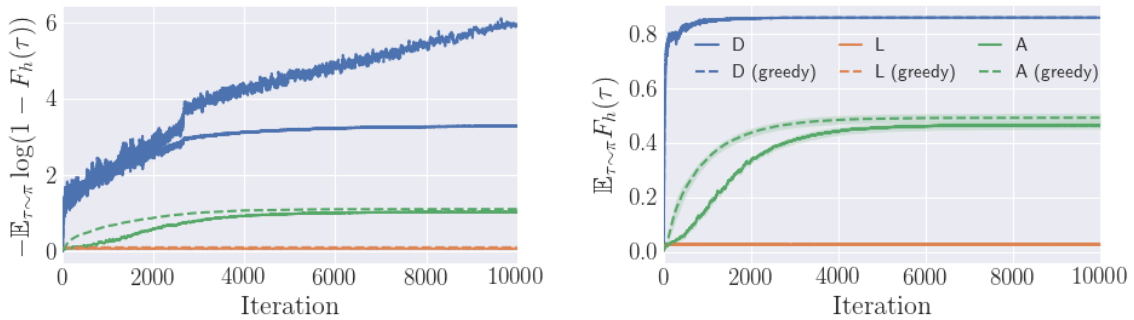 −𝔼τ∼π log(1 − Fh(τ))
6
4
2
0
0 2000 4000 6000 8000 10000
Iteration
𝔼τ∼πFh(τ)
0.8
0.6
0.4
0.2
0.0
D L A
D (greedy) L (greedy) A (greedy)
0 2000 4000 6000 8000 10000
Iteration